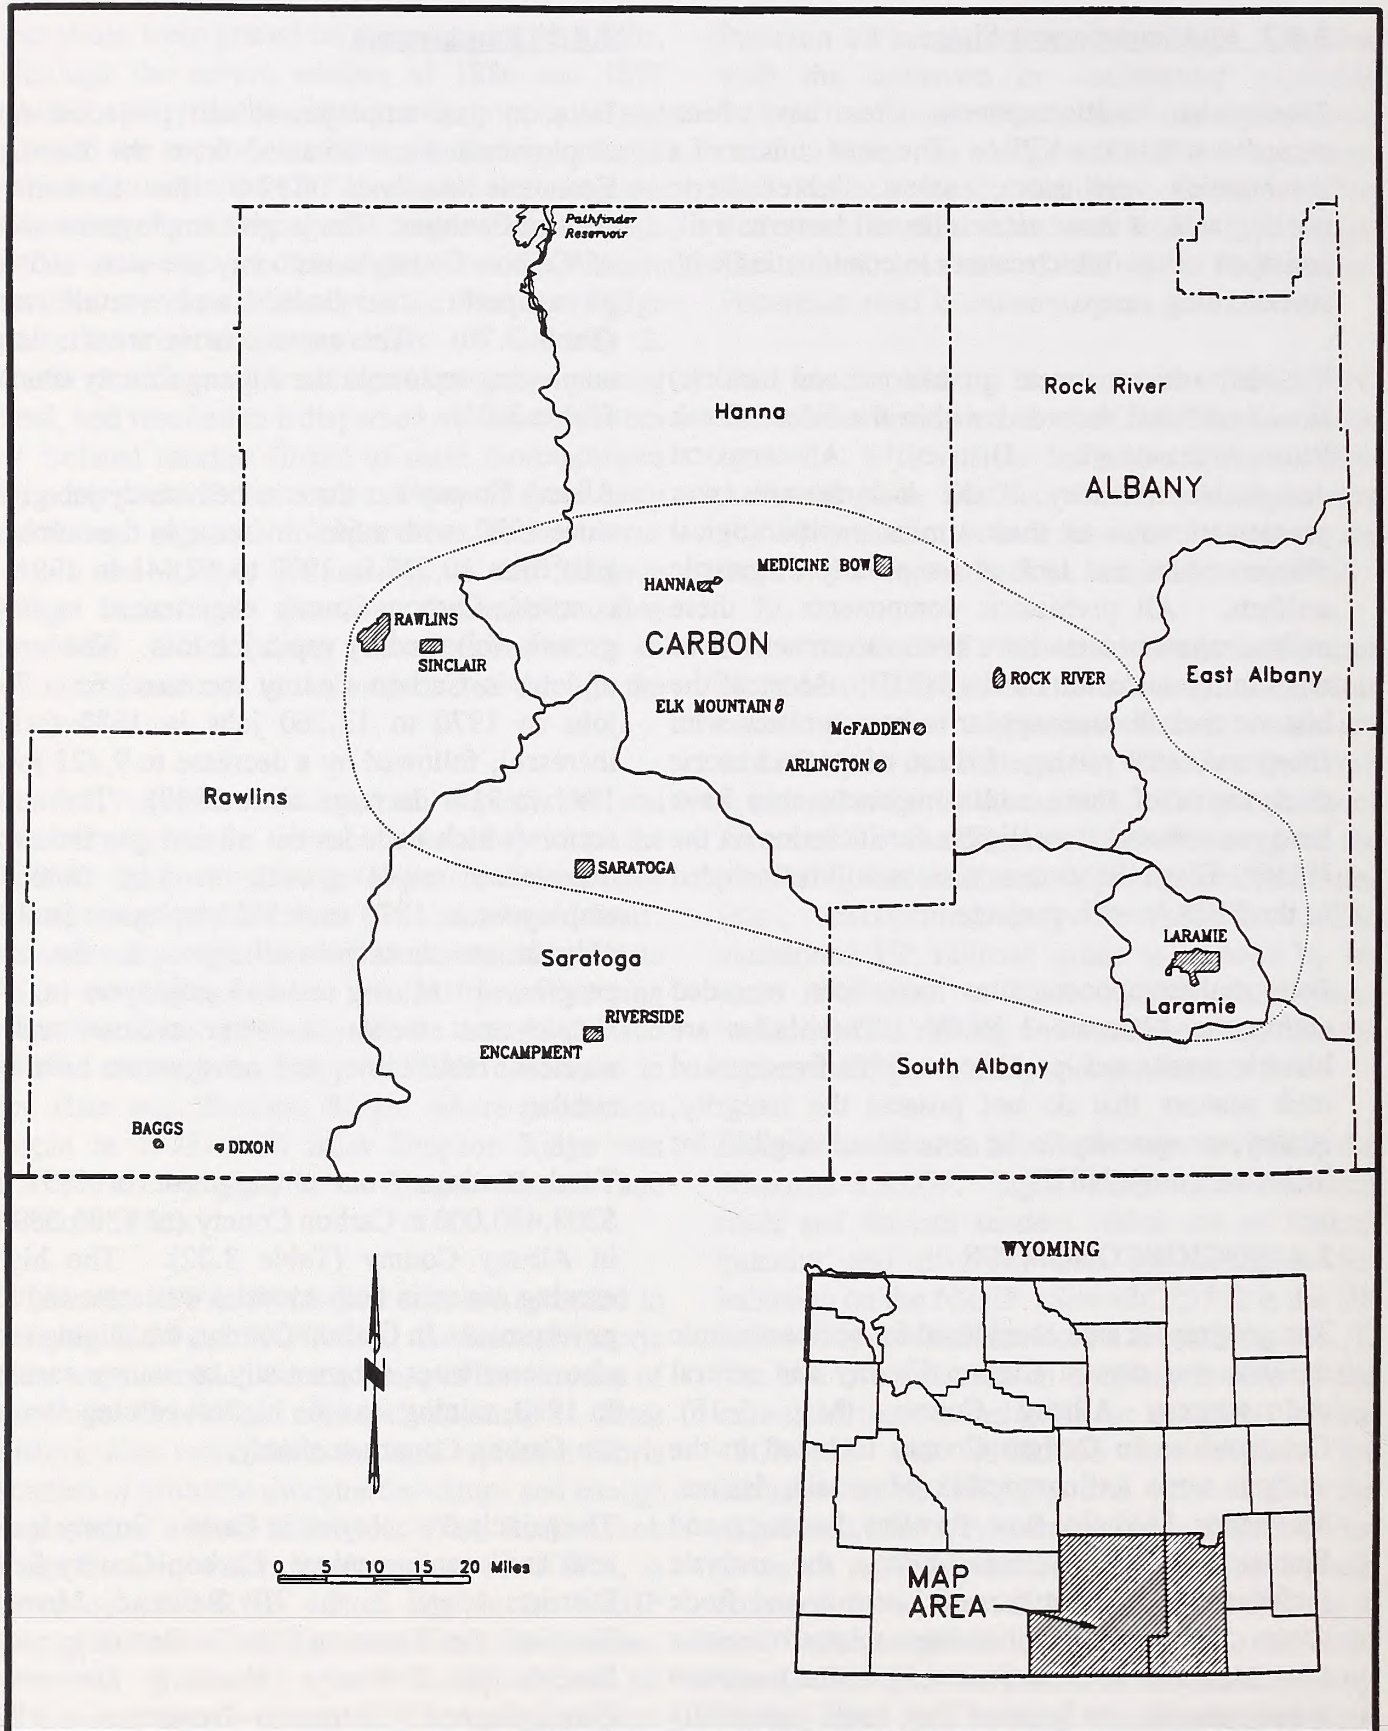 Pathfinder
Reservoir
Hanna
Rock River
ALBANY
MEDICINE BOW
HANNA
RAWLINS
SINCLAIR
CARBON
ROCK RIVER
East Albany
ELK MOUNTAIN
McFADDEN
ARLINGTON
Rawlins
SARATOGA
LARAMIE
Saratoga
Laramie
RIVERSIDE
ENCAMPMENT
South Albany
BAGGS
DIXON
WYOMING
MAP
AREA
0 5 10 15 20 Miles